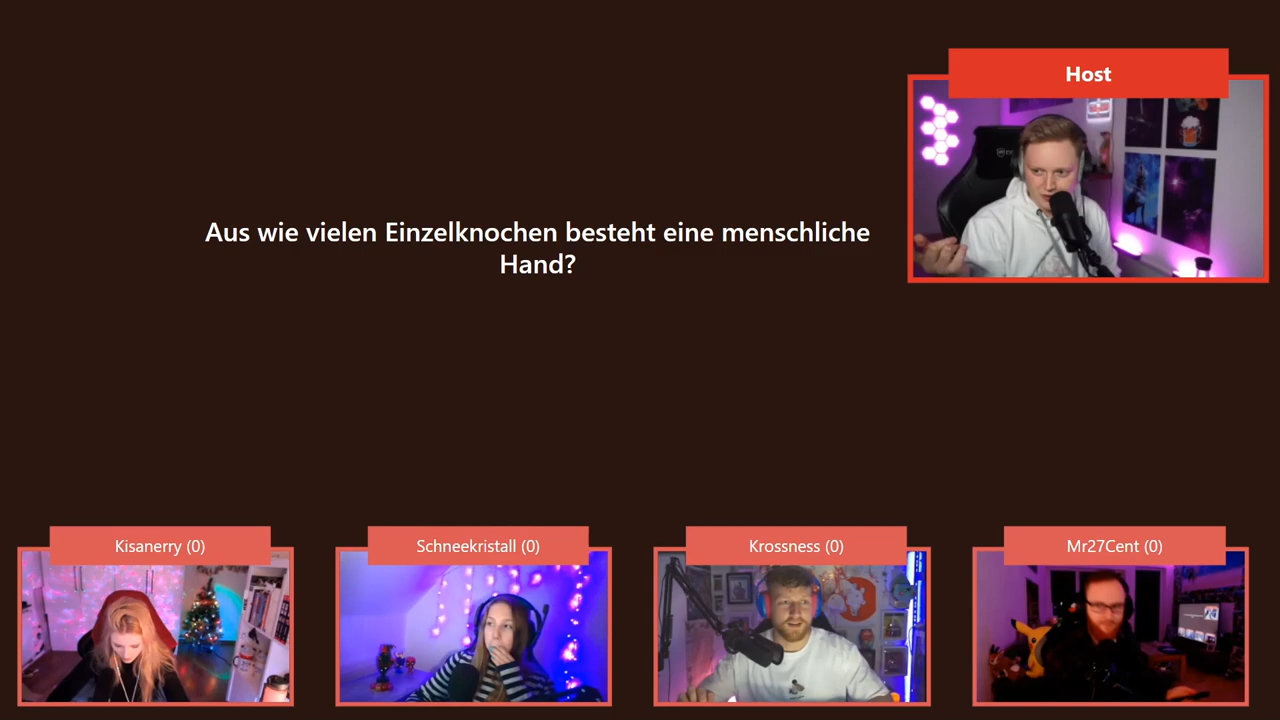 Host
Aus wie vielen Einzelknochen besteht eine menschliche
Hand?
Kisanerry (0)
Schneekristall (0)
Krossness (0)
Mr27Cent (0)